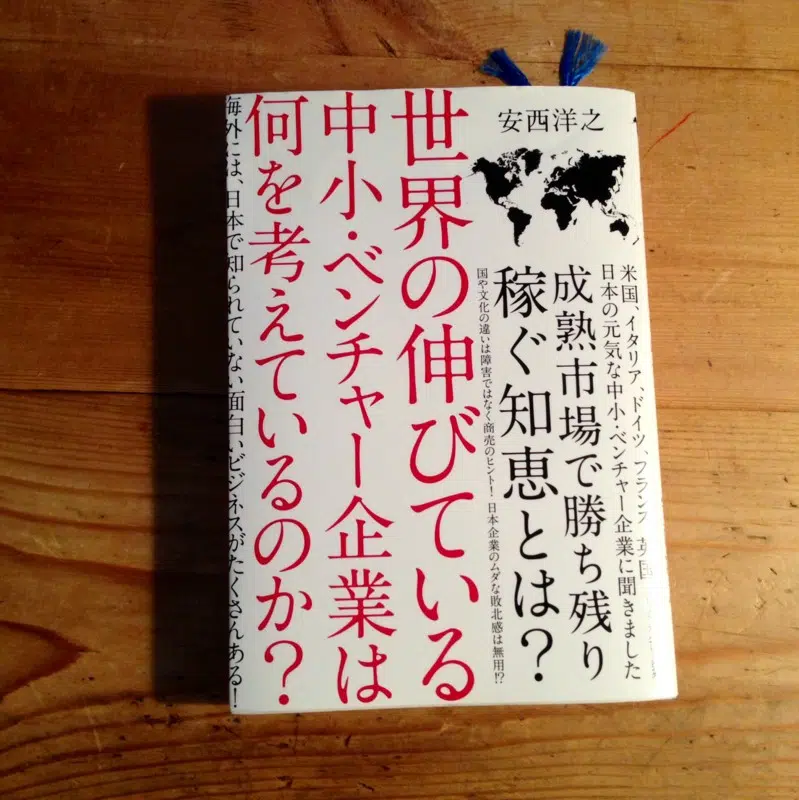 安西洋之
米国、イタリア、ドイツ、フランス 英国
日本の元気な中小・ベンチャー企業に聞きました
成熟市場で勝ち残り
稼ぐ知恵とは？
国や文化の違いは障害ではなく商売のヒント！ 日本企業のムダな敗北感は無用!?
世界の伸びている
中小・ベンチャー企業は
何を考えているのか？
海外には、日本で知られていない面白いビジネスがたくさんある！